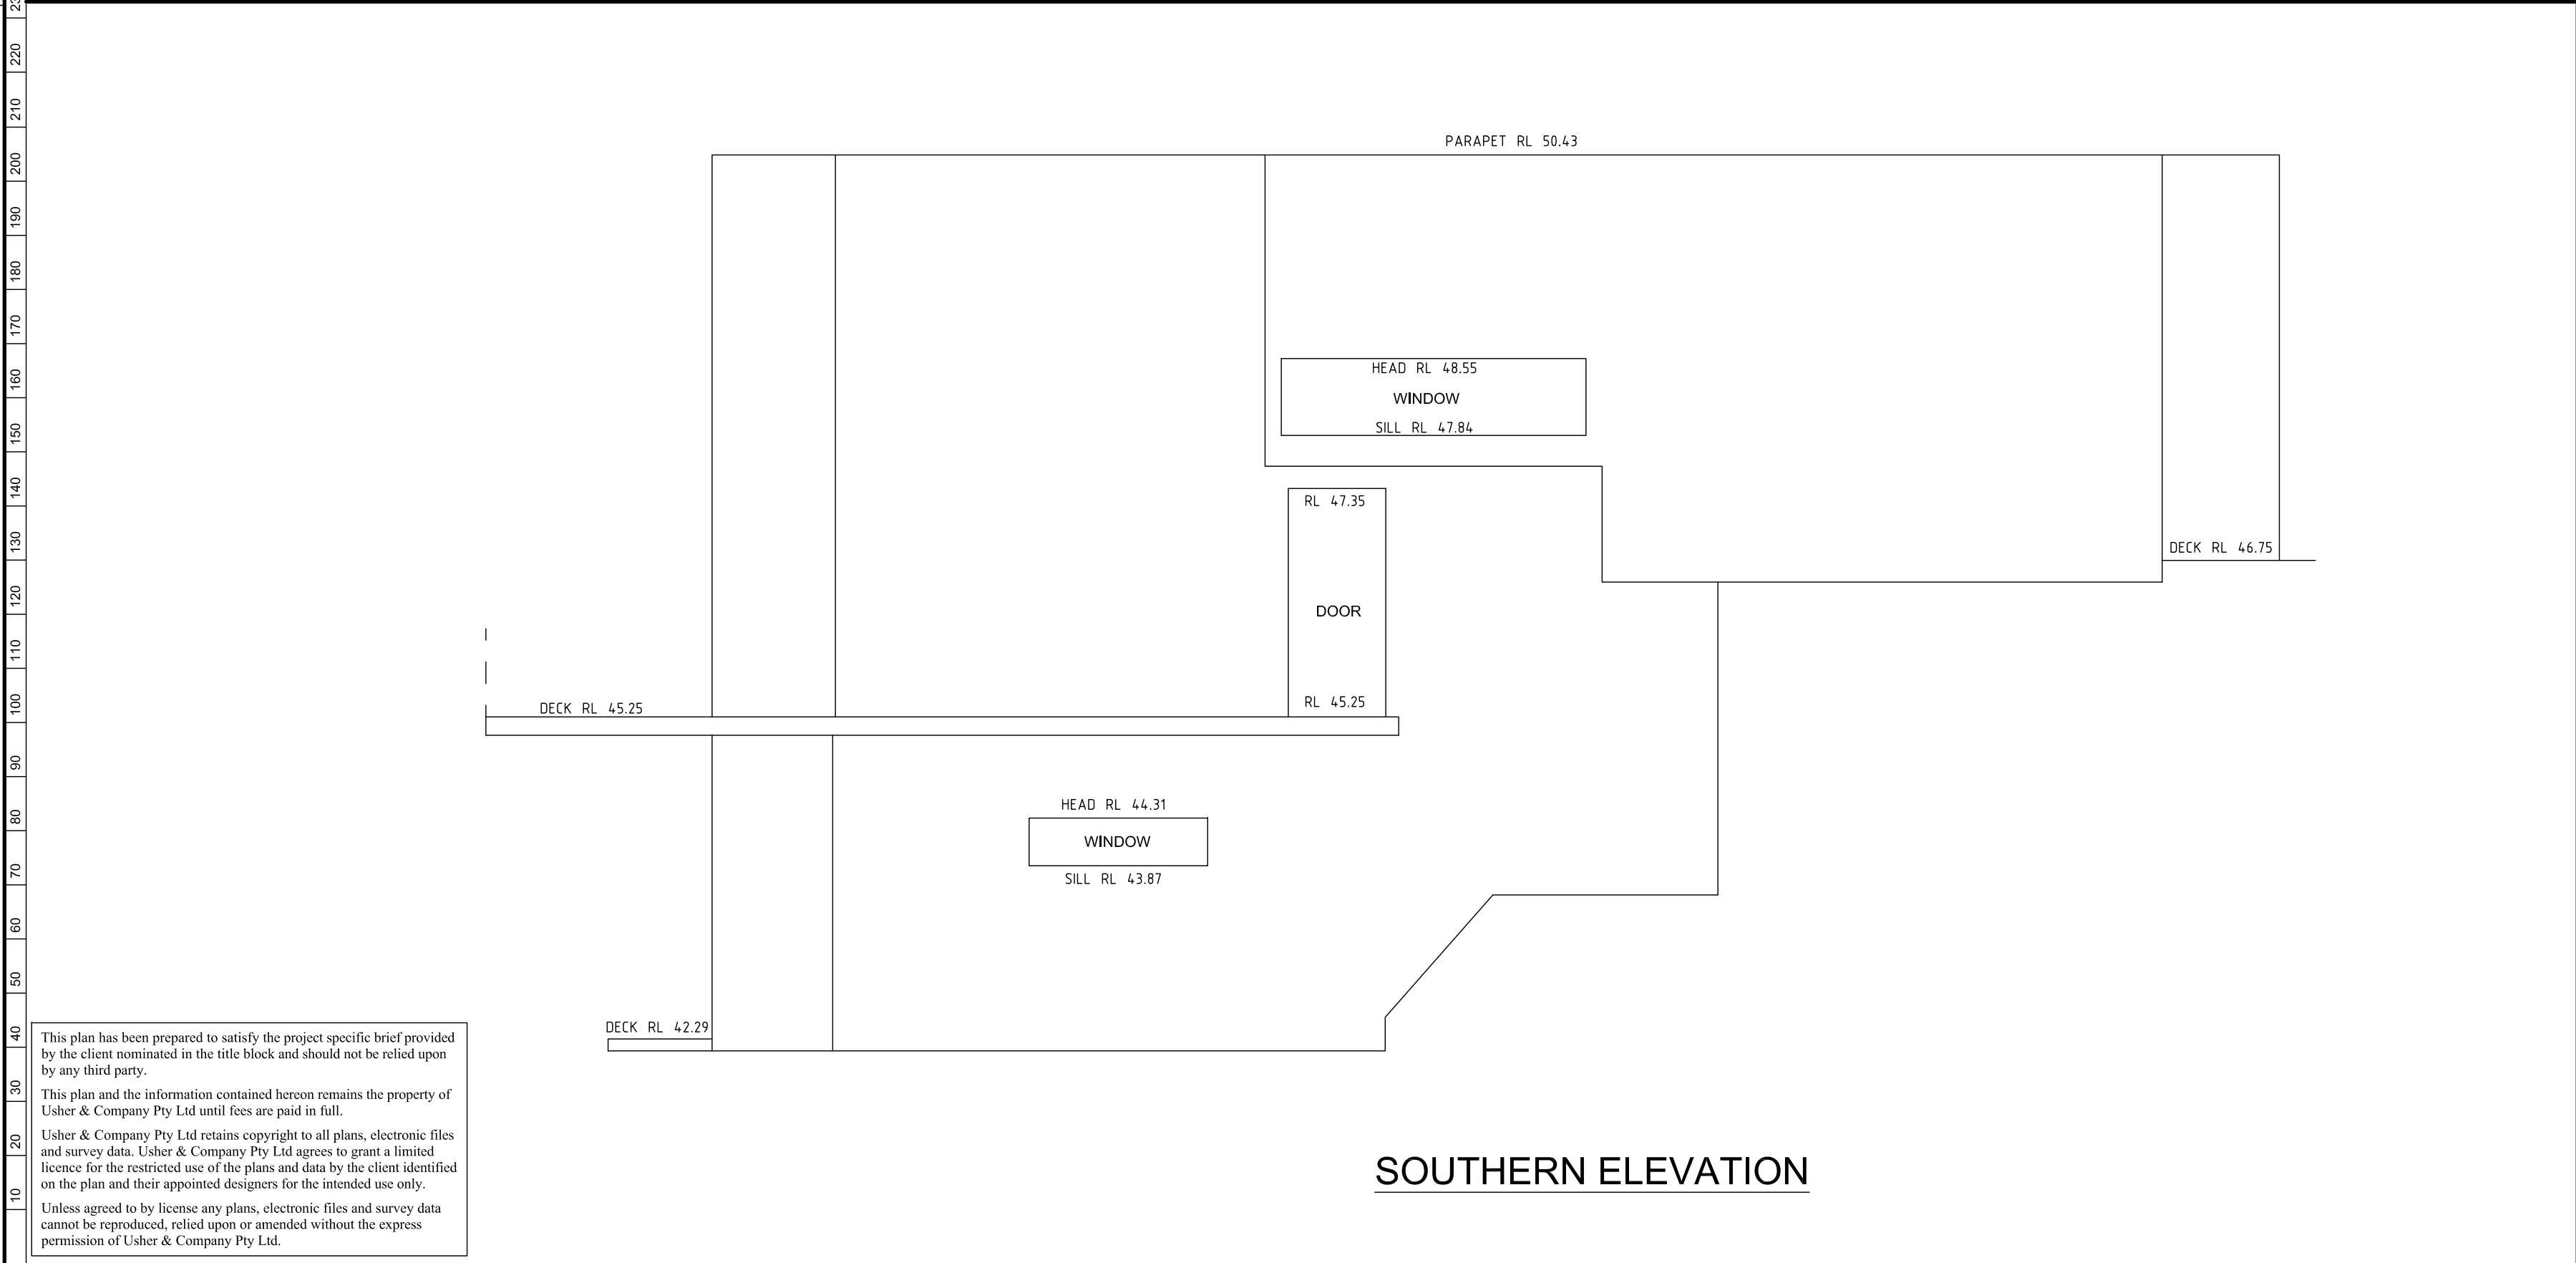 23
220
210
200
190
180
170
160
150
140
130
120
110
100
90
80
70
60
50
40
30
20
10
PARAPET RL 50.43
HEAD RL 48.55
WINDOW
SILL RL 47.84
RL 47.35
DOOR
RL 45.25
DECK RL 46.75
DECK RL 45.25
HEAD RL 44.31
WINDOW
SILL RL 43.87
DECK RL 42.29
This plan has been prepared to satisfy the project specific brief provided
by the client nominated in the title block and should not be relied upon
by any third party.
This plan and the information contained hereon remains the property of
Usher & Company Pty Ltd until fees are paid in full.
Usher & Company Pty Ltd retains copyright to all plans, electronic files
and survey data. Usher & Company Pty Ltd agrees to grant a limited
licence for the restricted use of the plans and data by the client identified
on the plan and their appointed designers for the intended use only.
Unless agreed to by license any plans, electronic files and survey data
cannot be reproduced, relied upon or amended without the express
permission of Usher & Company Pty Ltd.
SOUTHERN ELEVATION